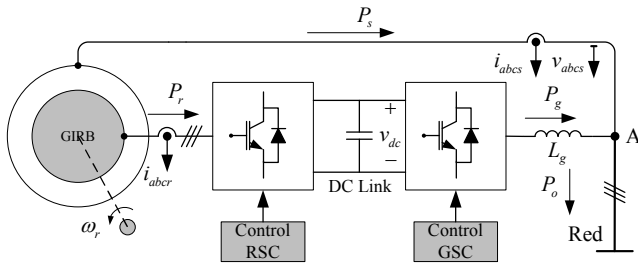 P_s
i_abcs
v_abcs
P_r
P_g
GIRB
+
v_dc
−
A
i_abcr
L_g
P_o
DC Link
ω_r
Control
RSC
Control
GSC
Red